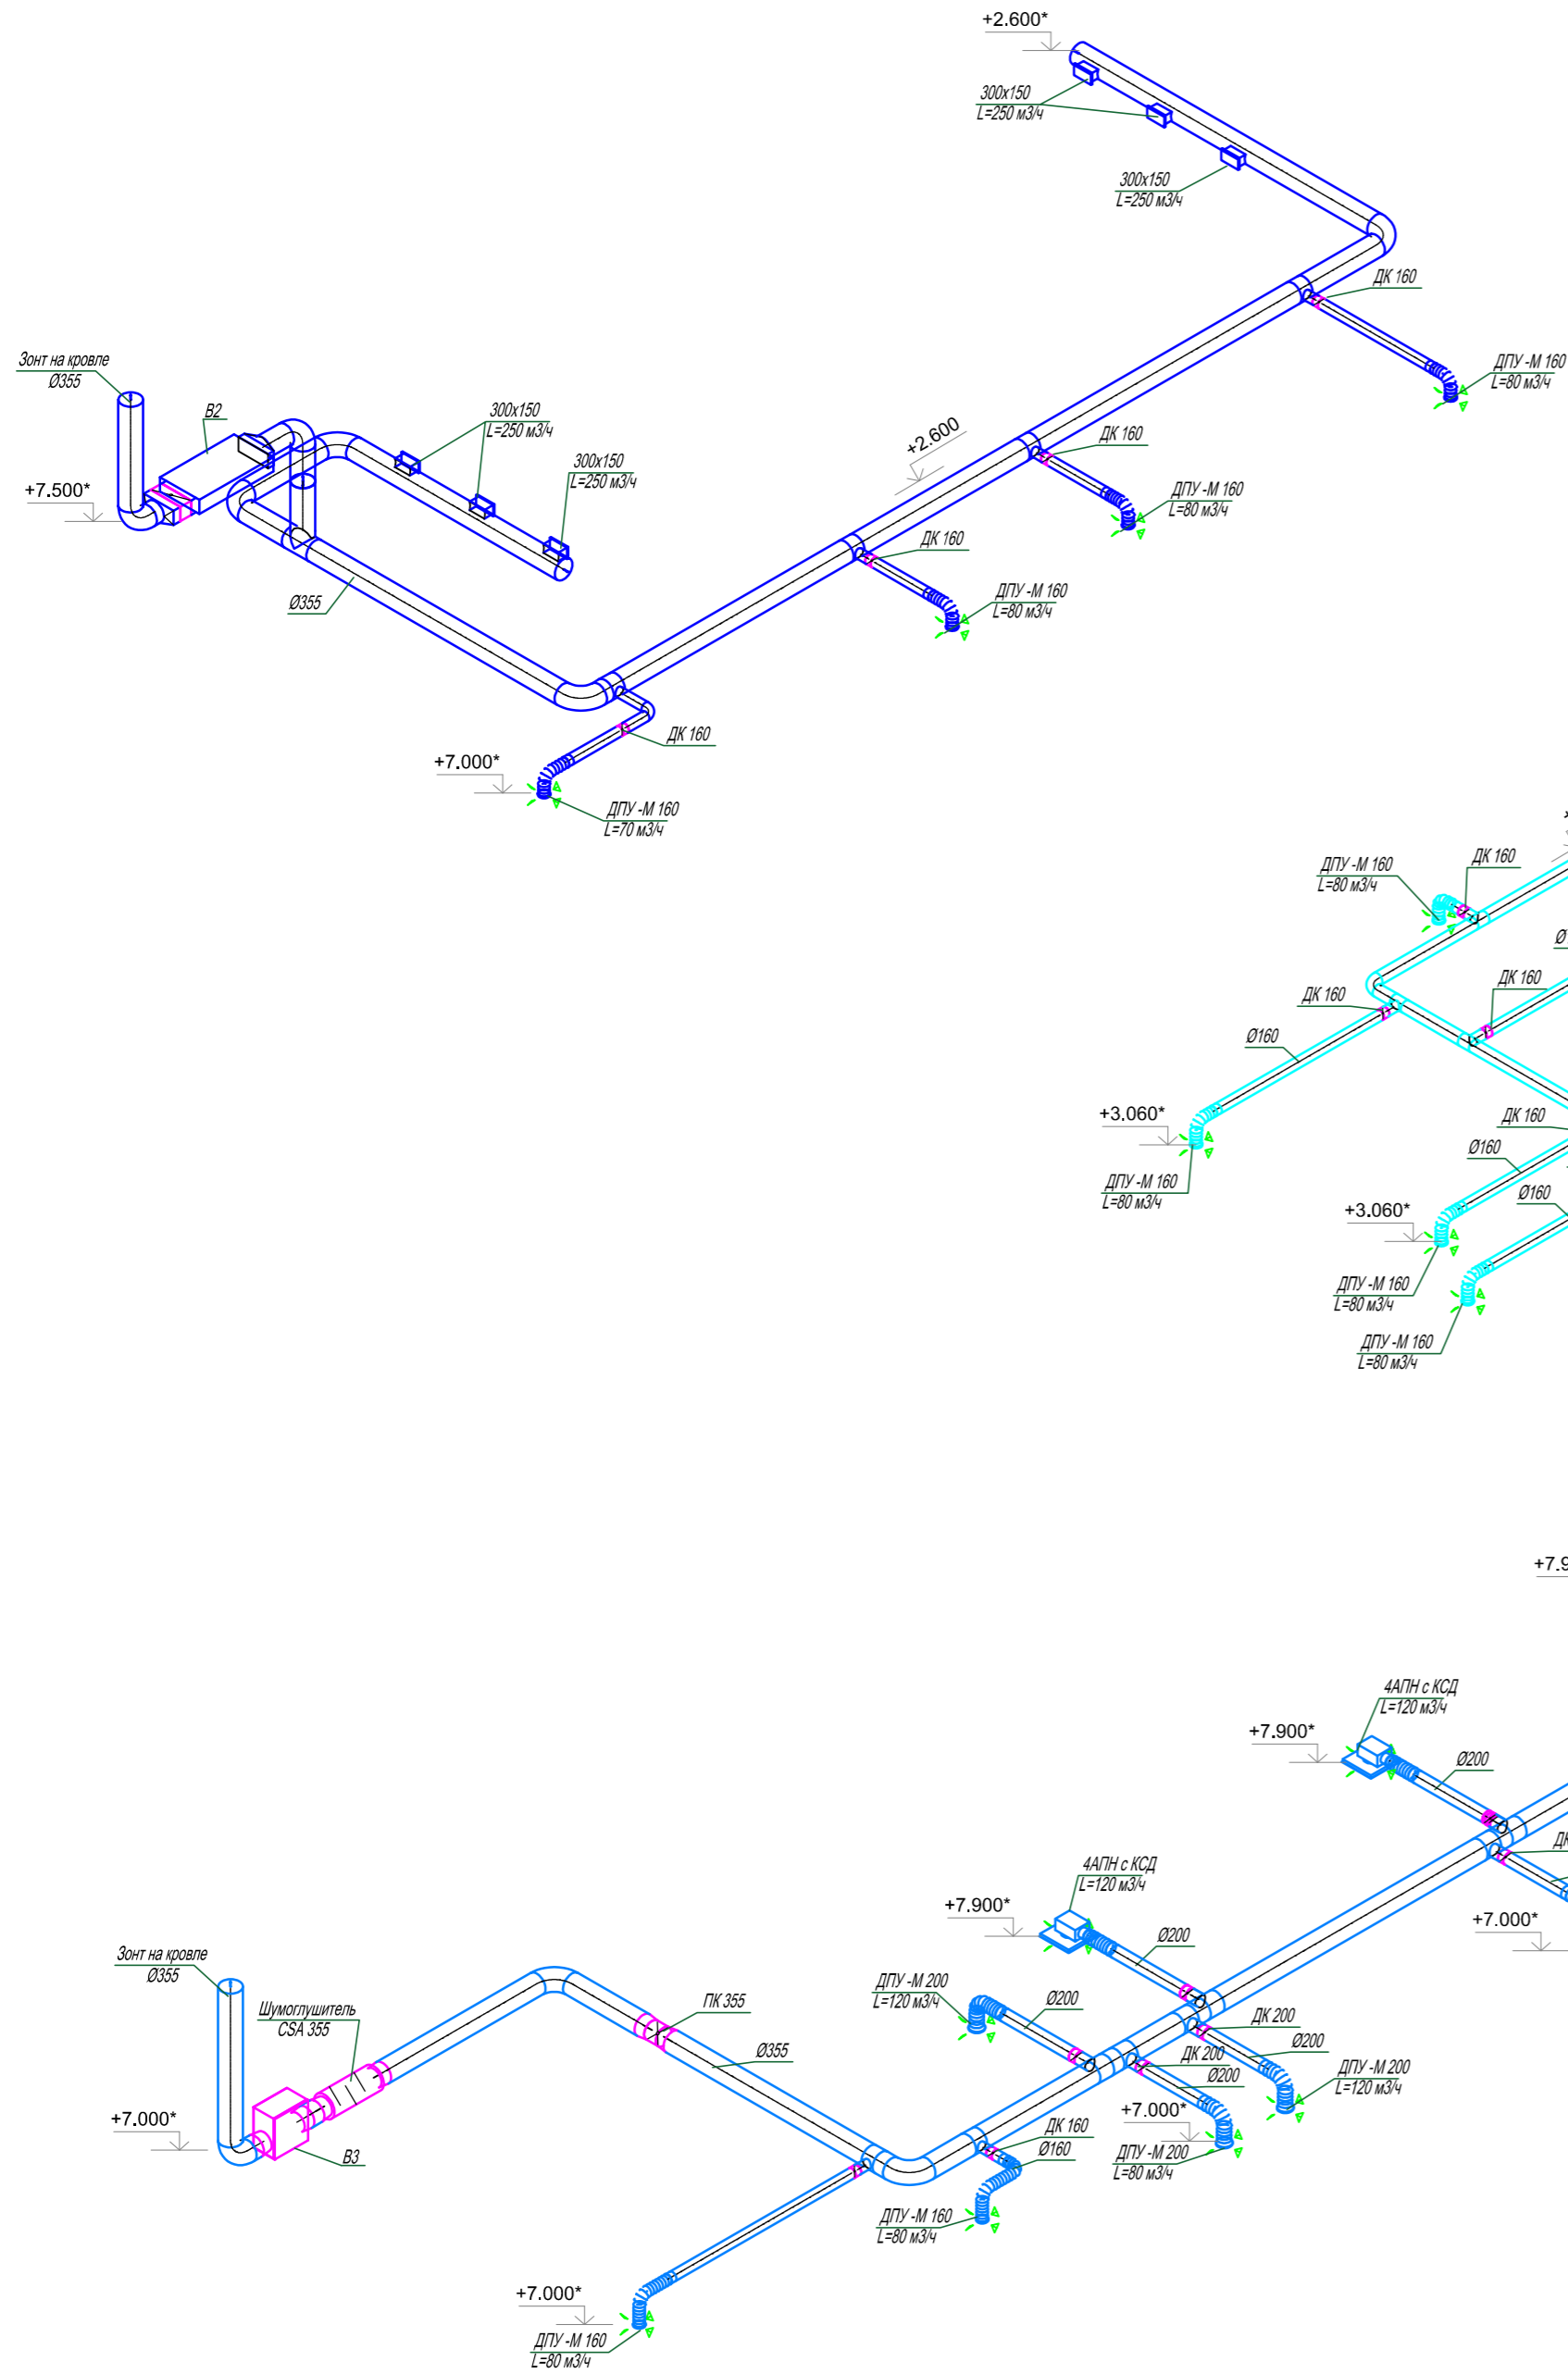 +2.600*
300x150
L=250 м3/ч
300x150
L=250 м3/ч
ДК 160
ДПУ -М 160
L=80 м3/ч
Зонт на кровле
Ø355
В2
300x150
L=250 м3/ч
300x150
L=250 м3/ч
+7.500*
+2.600
ДК 160
ДПУ -М 160
L=80 м3/ч
ДК 160
ДПУ -М 160
L=80 м3/ч
Ø355
ДК 160
+7.000*
ДПУ -М 160
L=70 м3/ч
ДПУ -М 160
L=80 м3/ч
ДК 160
ДК 160
ДК 160
Ø160
+3.060*
ДК 160
Ø160
ДПУ -М 160
L=80 м3/ч
Ø160
+3.060*
ДПУ -М 160
L=80 м3/ч
ДПУ -М 160
L=80 м3/ч
+7.9
4АПН с КСД
L=120 м3/ч
+7.900*
Ø200
4АПН с КСД
L=120 м3/ч
+7.900*
Ø200
+7.000*
Зонт на кровле
Ø355
Шумоглушитель
CSA 355
ПК 355
Ø355
ДПУ -М 200
L=120 м3/ч
Ø200
ДК 200
Ø200
ДК 200
Ø200
ДПУ -М 200
L=120 м3/ч
+7.000*
В3
+7.000*
ДК 160
Ø160
ДПУ -М 200
L=80 м3/ч
ДПУ -М 160
L=80 м3/ч
+7.000*
ДПУ -М 160
L=80 м3/ч